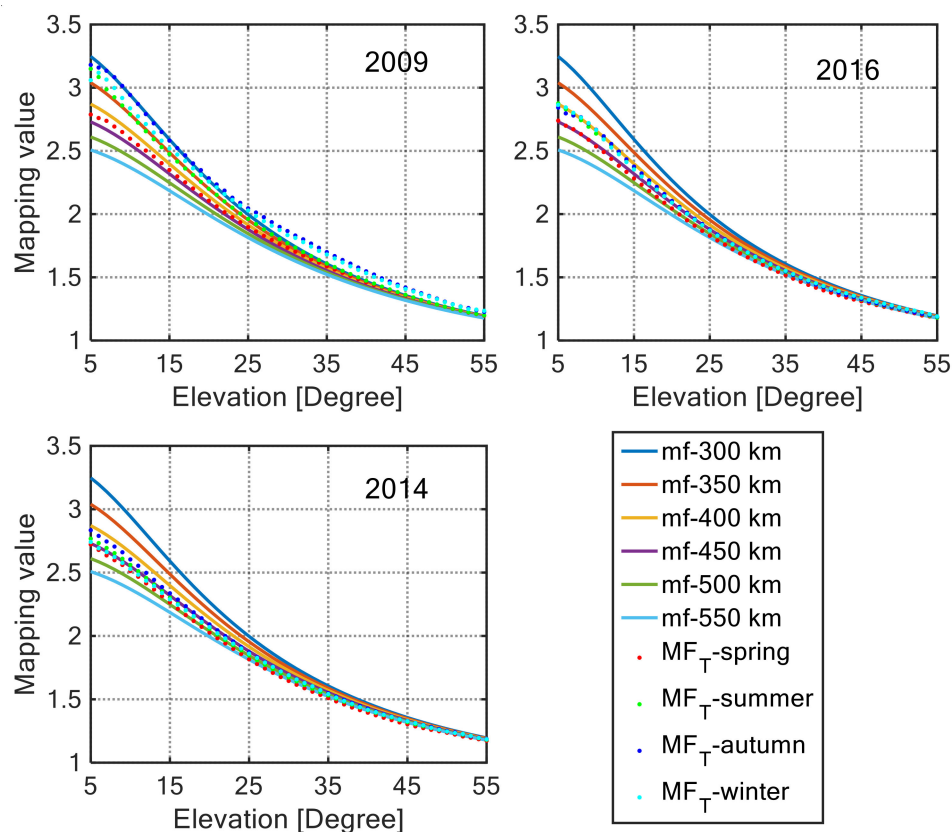 2009
3.5
3
2.5
2
1.5
1
Mapping value
5 15 25 35 45 55
Elevation [Degree]
2016
3.5
3
2.5
2
1.5
1
5 15 25 35 45 55
Elevation [Degree]
2014
3.5
3
2.5
2
1.5
1
Mapping value
5 15 25 35 45 55
Elevation [Degree]
mf-300 km
mf-350 km
mf-400 km
mf-450 km
mf-500 km
mf-550 km
MF_T-spring
MF_T-summer
MF_T-autumn
MF_T-winter